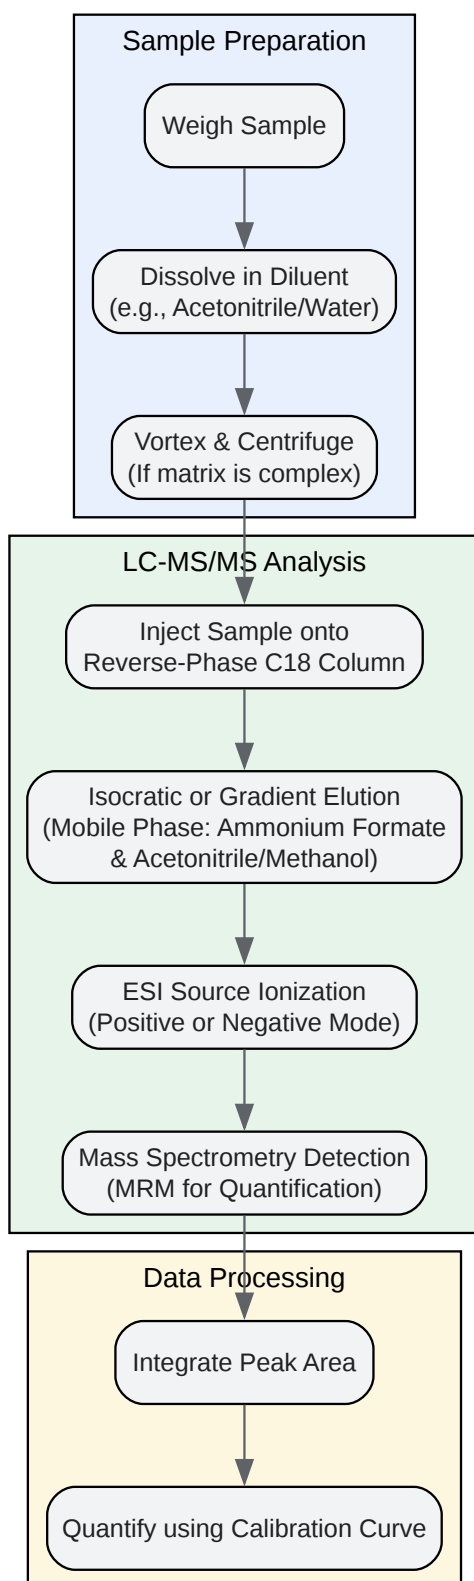 Sample Preparation
Weigh Sample
Dissolve in Diluent
(e.g., Acetonitrile/Water)
Vortex & Centrifuge
(If matrix is complex)
LC-MS/MS Analysis
Inject Sample onto
Reverse-Phase C18 Column
Isocratic or Gradient Elution
(Mobile Phase: Ammonium Formate
& Acetonitrile/Methanol)
ESI Source Ionization
(Positive or Negative Mode)
Mass Spectrometry Detection
(MRM for Quantification)
Data Processing
Integrate Peak Area
Quantify using Calibration Curve